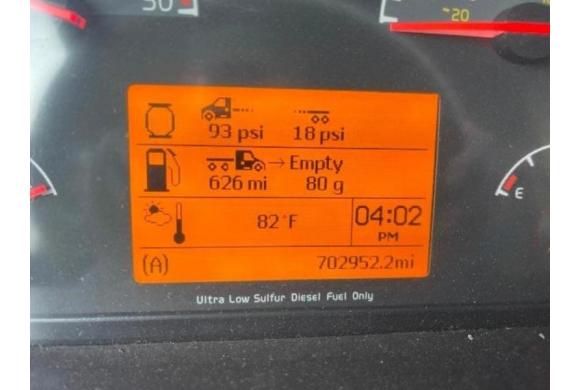 50
20
93 psi 18 psi
→ Empty
626 mi 80 g
E
82°F 04:02
PM
(A) 702952.2mi
Ultra Low Sulfur Diesel Fuel Only